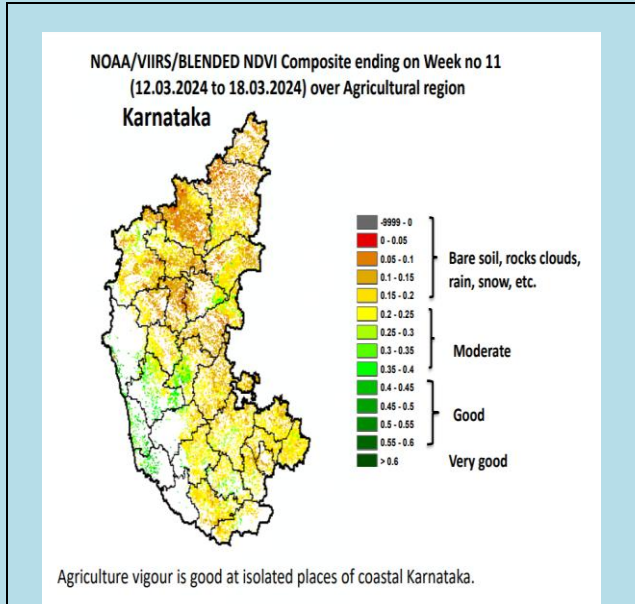 NOAA/VIIRS/BLENDED NDVI Composite ending on Week no 11
(12.03.2024 to 18.03.2024) over Agricultural region
Karnataka
-9999 - 0
0 - 0.05
0.05 - 0.1
0.1 - 0.15
0.15 - 0.2
0.2 - 0.25
0.25 - 0.3
0.3 - 0.35
0.35 - 0.4
0.4 - 0.45
0.45 - 0.5
0.5 - 0.55
0.55 - 0.6
> 0.6
Bare soil, rocks clouds,
rain, snow, etc.
Moderate
Good
Very good
Agriculture vigour is good at isolated places of coastal Karnataka.